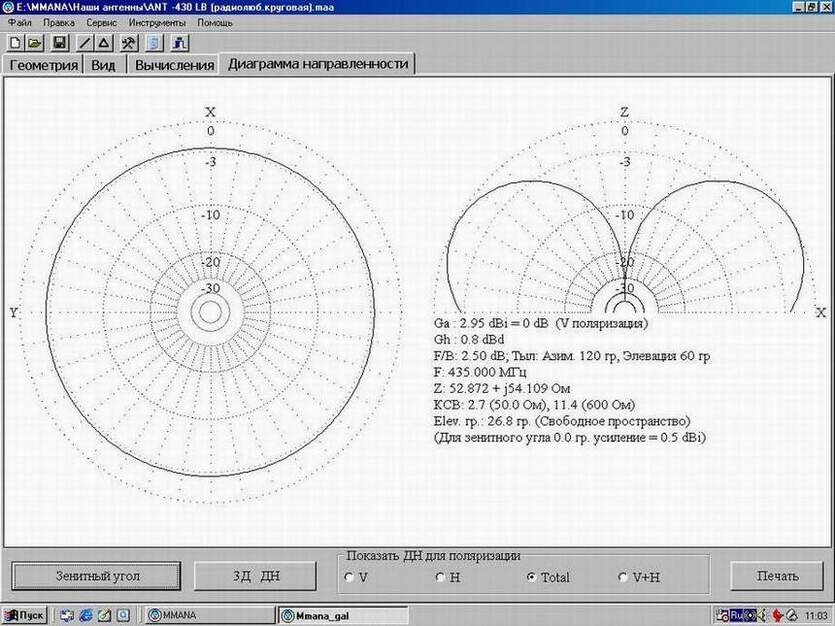 E:\MMANA\Наши антенны\ANT -430 LB (радиолюб.круговая).maa
Файл Правка Сервис Инструменты Помощь
Геометрия Вид Вычисления Диаграмма направленности
X
0
-3
-10
-20
-30
Y
Z
0
-3
-10
-20
-30
X
Ga : 2.95 dBi = 0 dB (V поляризация)
Gh : 0.8 dBd
F/B: 2.50 dB; Тыл: Азим. 120 гр, Элевация 60 гр
F: 435.000 МГц
Z: 52.872 + j54.109 Ом
КСВ: 2.7 (50.0 Ом), 11.4 (600 Ом)
Elev. гр.: 26.8 гр. (Свободное пространство)
(Для зенитного угла 0.0 гр. усиление = 0.5 dBi)
Зенитный угол
3Д ДН
Показать ДН для поляризации
V H Total V+H
Печать
Пуск MMANA Mmana_gal Ru 11:03